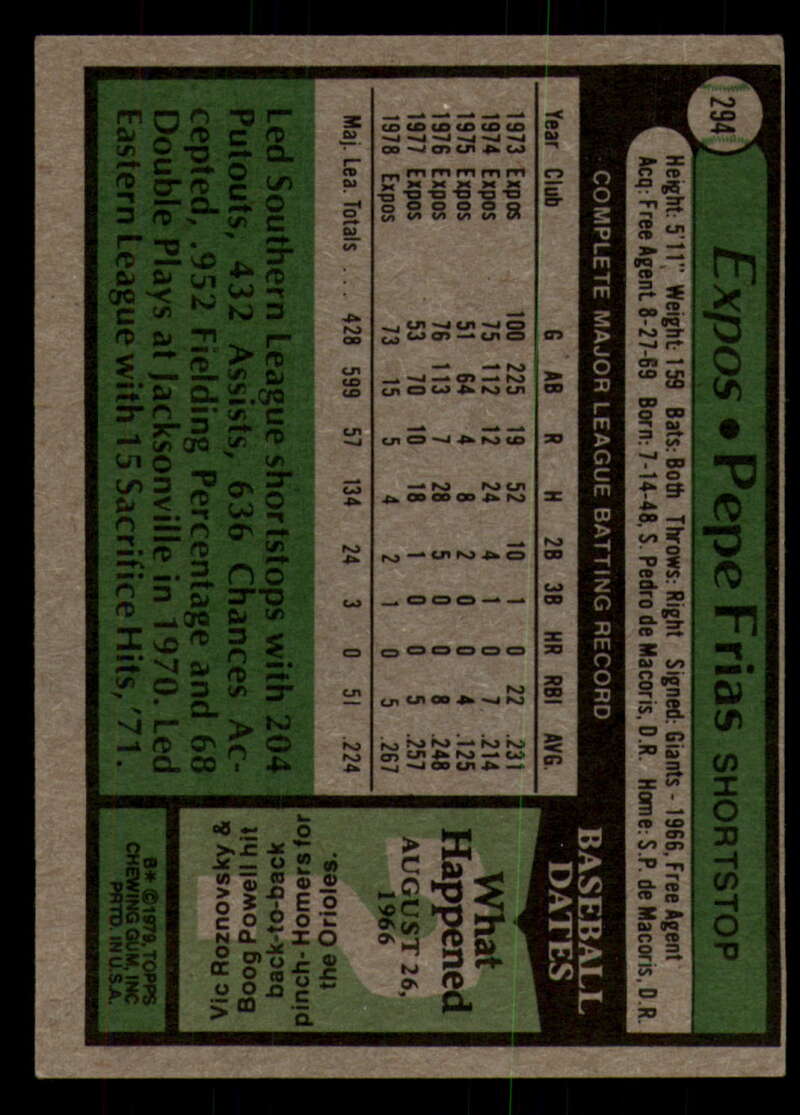 294
Expos • Pepe Frias SHORTSTOP
Height: 5'11" Weight: 159 Bats: Both Throws: Right Signed: Giants - 1966, Free Agent
Acq: Free Agent, 8-27-69 Born: 7-14-48, S. Pedro de Macoris, D.R. Home: S.P. de Macoris, D.R.
COMPLETE MAJOR LEAGUE BATTING RECORD
Year Club G AB R H 2B 3B HR RBI AVG.
1973 Expos 100 225 19 52 10 1 0 22 .231
1974 Expos 75 112 12 24 4 1 0 7 .214
1975 Expos 51 64 4 8 2 0 0 4 .125
1976 Expos 76 113 7 28 5 0 0 8 .248
1977 Expos 53 70 10 18 1 0 0 5 .257
1978 Expos 73 15 5 4 2 1 0 5 .267
Maj. Lea. Totals .... 428 599 57 134 24 3 0 51 .224
Led Southern League shortstops with 204
Putouts, 432 Assists, 636 Chances Ac-
cepted, .952 Fielding Percentage and 68
Double Plays at Jacksonville in 1970. Led
Eastern League with 15 Sacrifice Hits, '71.
BASEBALL
DATES
What
Happened
AUGUST 26,
1966
Vic Roznovsky &
Boog Powell hit
back-to-back
pinch-Homers for
the Orioles.
B* © 1979, TOPPS
CHEWING GUM, INC
PRTD. IN U.S.A.